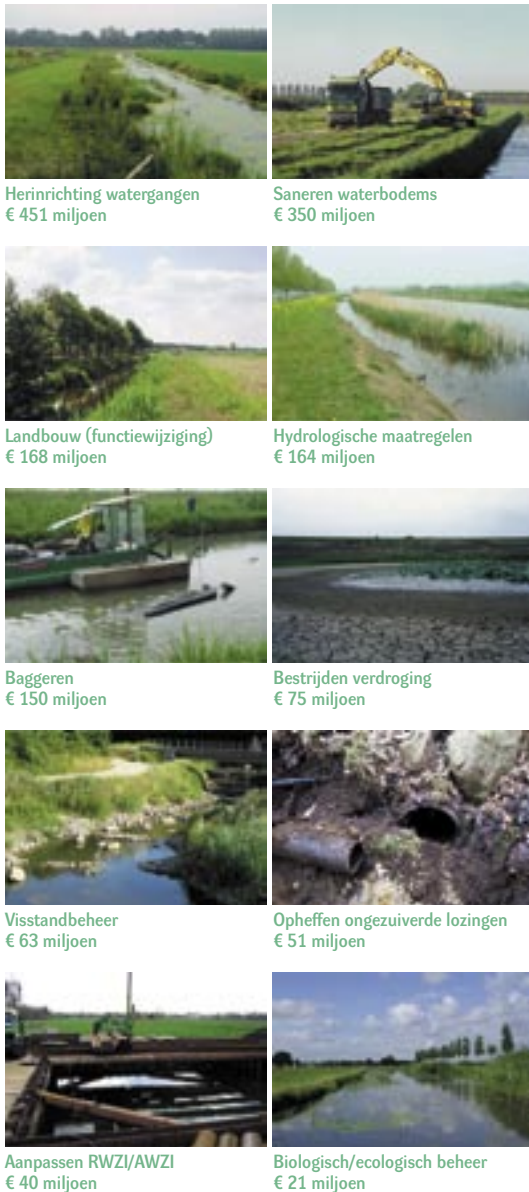 Herinrichting watergangen
€ 451 miljoen
Saneren waterbodems
€ 350 miljoen
Landbouw (functiewijziging)
€ 168 miljoen
Hydrologische maatregelen
€ 164 miljoen
Baggeren
€ 150 miljoen
Bestrijden verdroging
€ 75 miljoen
Visstandbeheer
€ 63 miljoen
Opheffen ongezuiverde lozingen
€ 51 miljoen
Aanpassen RWZI/AWZI
€ 40 miljoen
Biologisch/ecologisch beheer
€ 21 miljoen